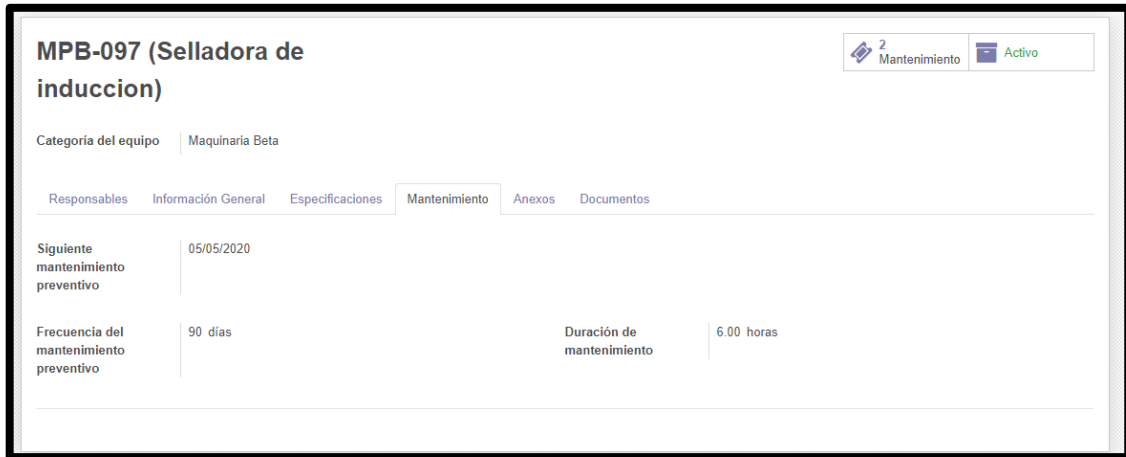 MPB-097 (Selladora de
induccion)
2
Mantenimiento
Activo
Categoría del equipo
Maquinaria Beta
Responsables
Información General
Especificaciones
Mantenimiento
Anexos
Documentos
Siguiente
mantenimiento
preventivo
05/05/2020
Frecuencia del
mantenimiento
preventivo
90 días
Duración de
mantenimiento
6.00 horas